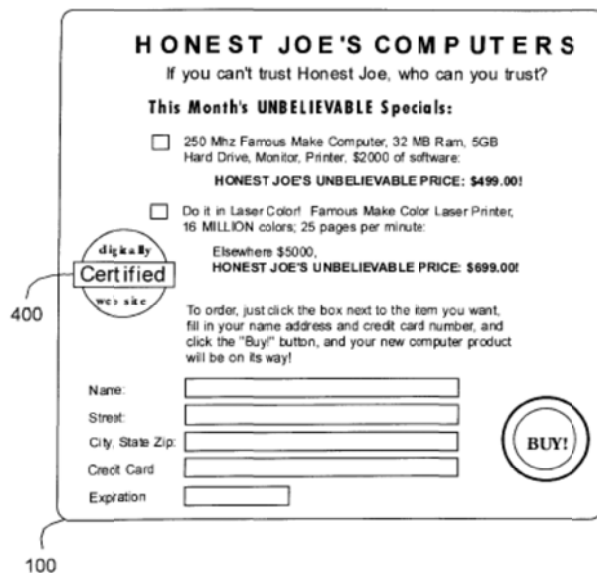 HONEST JOE'S COMPUTERS
If you can't trust Honest Joe, who can you trust?
This Month's UNBELIEVABLE Specials:
250 Mhz Famous Make Computer, 32 MB Ram, 5GB
Hard Drive, Monitor, Printer, $2000 of software:
HONEST JOE'S UNBELIEVABLE PRICE: $499.00!
Do it in Laser Color! Famous Make Color Laser Printer,
16 MILLION colors; 25 pages per minute:
Elsewhere $5000,
HONEST JOE'S UNBELIEVABLE PRICE: $699.00!
digitally
Certified
web site
400
To order, just click the box next to the item you want,
fill in your name address and credit card number, and
click the "Buy!" button, and your new computer product
will be on its way!
Name:
Street:
City, State Zip:
Credit Card
Expiration
BUY!
100